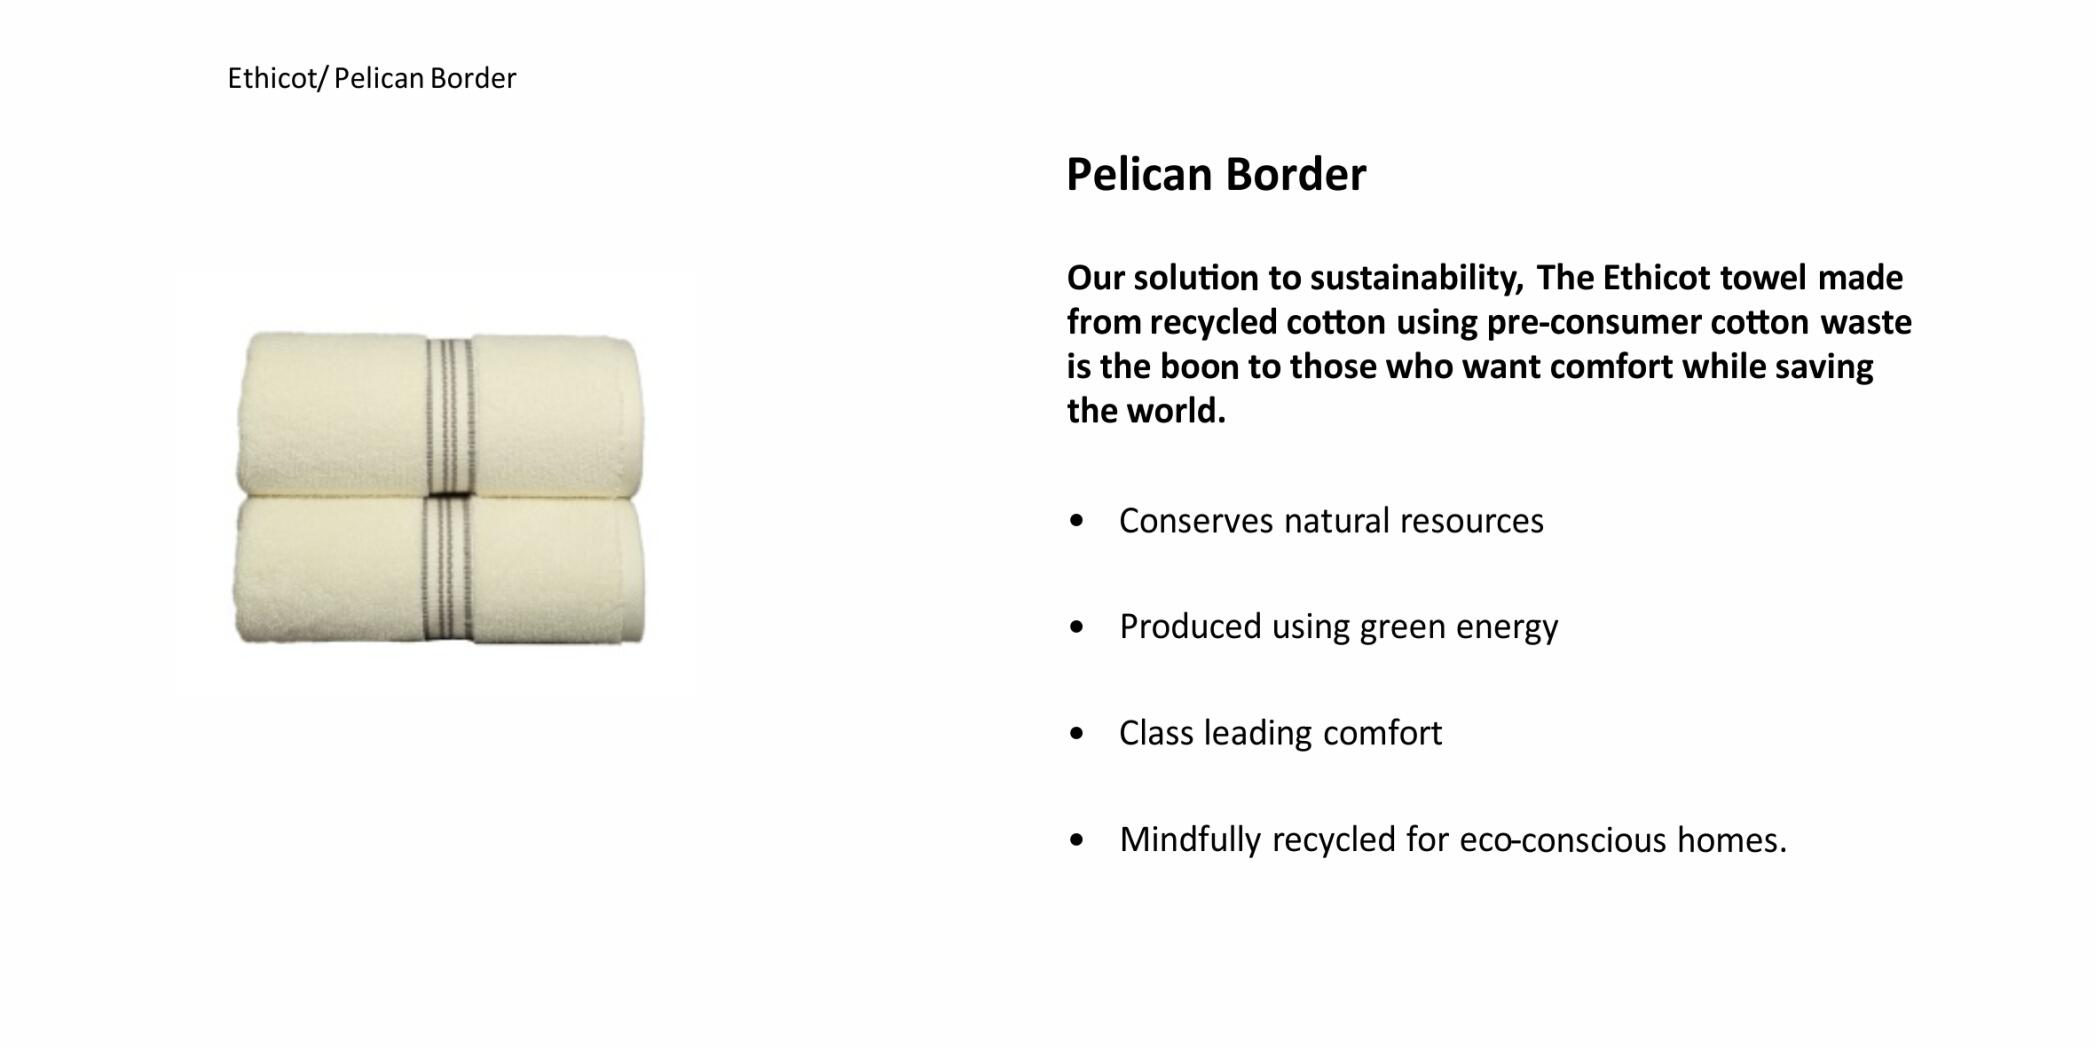 Ethicot/ Pelican Border
Pelican Border
Our solution to sustainability, The Ethicot towel made
from recycled cotton using pre-consumer cotton waste
is the boon to those who want comfort while saving
the world.
• Conserves natural resources
• Produced using green energy
• Class leading comfort
• Mindfully recycled for eco-conscious homes.